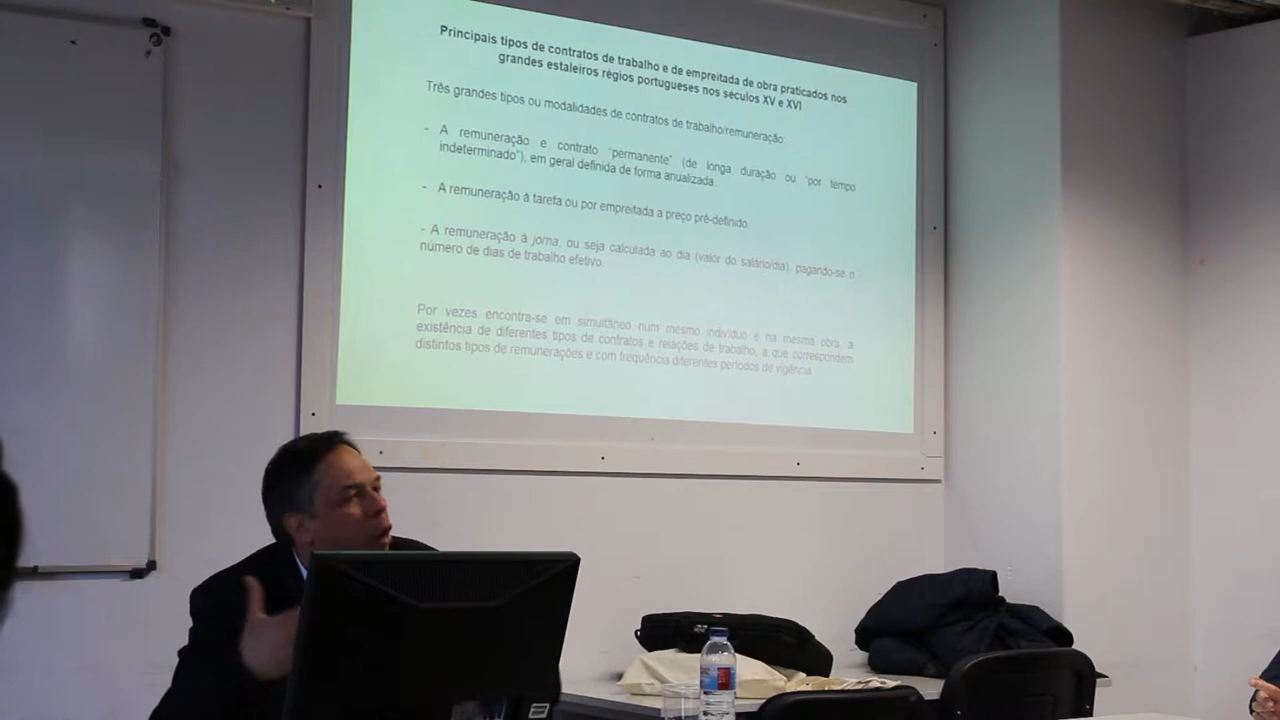 Principais tipos de contratos de trabalho e de empreitada de obra praticados nos
grandes estaleiros régios portugueses nos séculos XV e XVI
Três grandes tipos ou modalidades de contratos de trabalho/remuneração:
- A remuneração e contrato "permanente" (de longa duração ou "por tempo
indeterminado"), em geral definida de forma anualizada.
- A remuneração à tarefa ou por empreitada a preço pré-definido.
- A remuneração à jorna, ou seja calculada ao dia (valor do salário/dia), pagando-se o
número de dias de trabalho efetivo.
Por vezes encontra-se em simultâneo num mesmo indivíduo e na mesma obra, a
existência de diferentes tipos de contratos e relações de trabalho, a que correspondem
distintos tipos de remunerações e com frequência diferentes períodos de vigência.